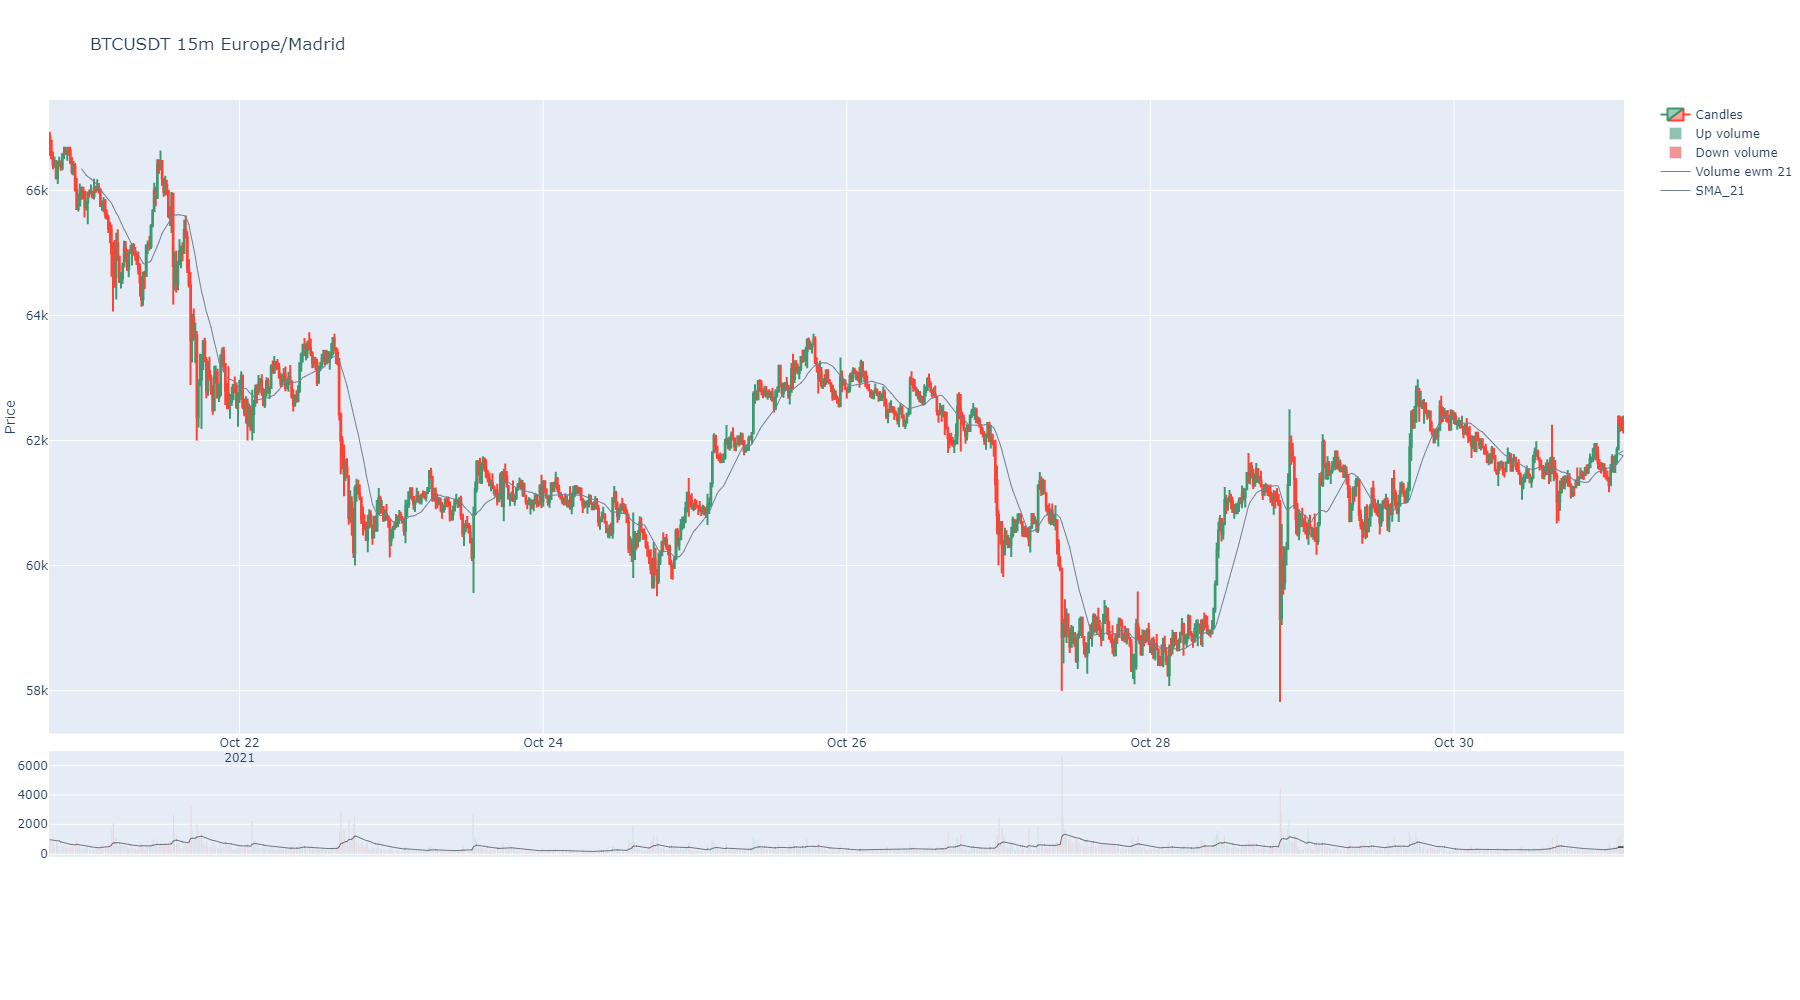 BTCUSDT 15m Europe/Madrid
Candles
Up volume
Down volume
Volume ewm 21
SMA_21
Price
66k
64k
62k
60k
58k
Oct 22
2021
Oct 24
Oct 26
Oct 28
Oct 30
6000
4000
2000
0